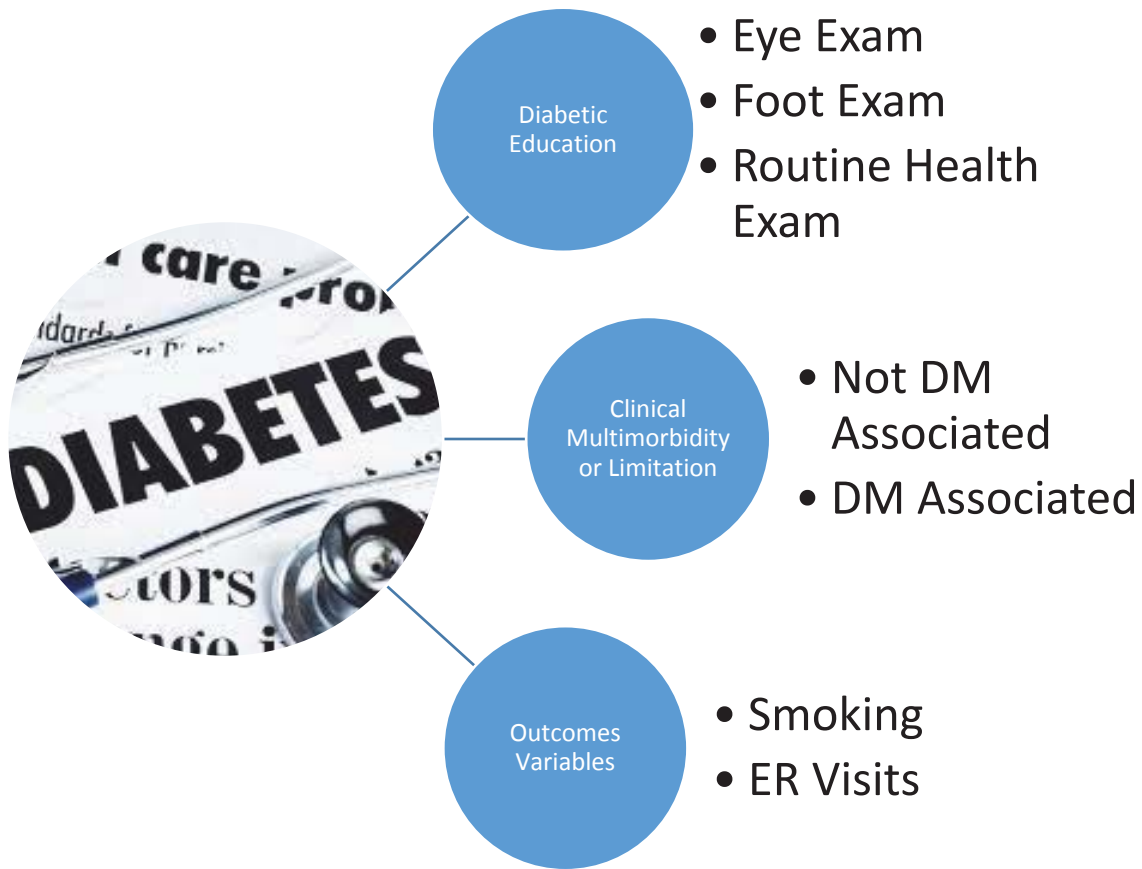 Diabetic
Education
• Eye Exam
• Foot Exam
• Routine Health
Exam
care
DIABETES
Clinical
Multimorbidity
or Limitation
• Not DM
Associated
• DM Associated
Outcomes
Variables
• Smoking
• ER Visits